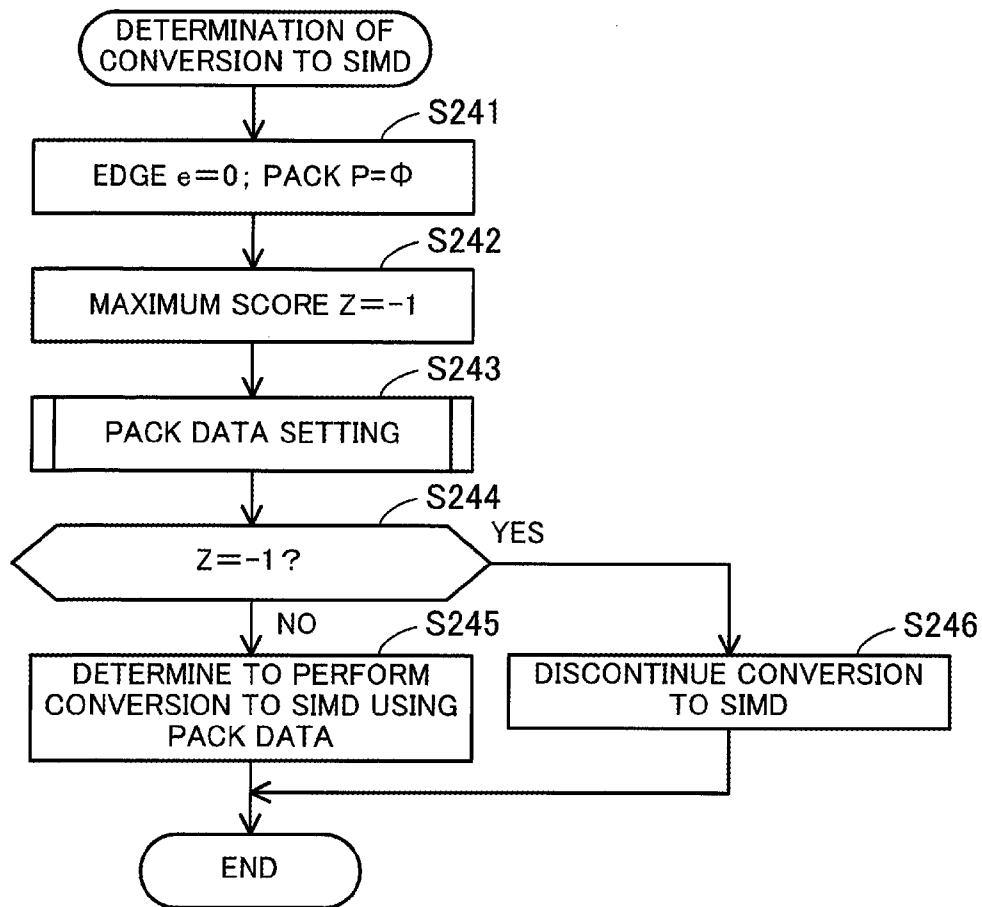 DETERMINATION OF
CONVERSION TO SIMD
S241
EDGE e=0; PACK P=Φ
S242
MAXIMUM SCORE Z=-1
S243
PACK DATA SETTING
S244
Z=-1?
YES
NO
S245
DETERMINE TO PERFORM
CONVERSION TO SIMD USING
PACK DATA
S246
DISCONTINUE CONVERSION
TO SIMD
END